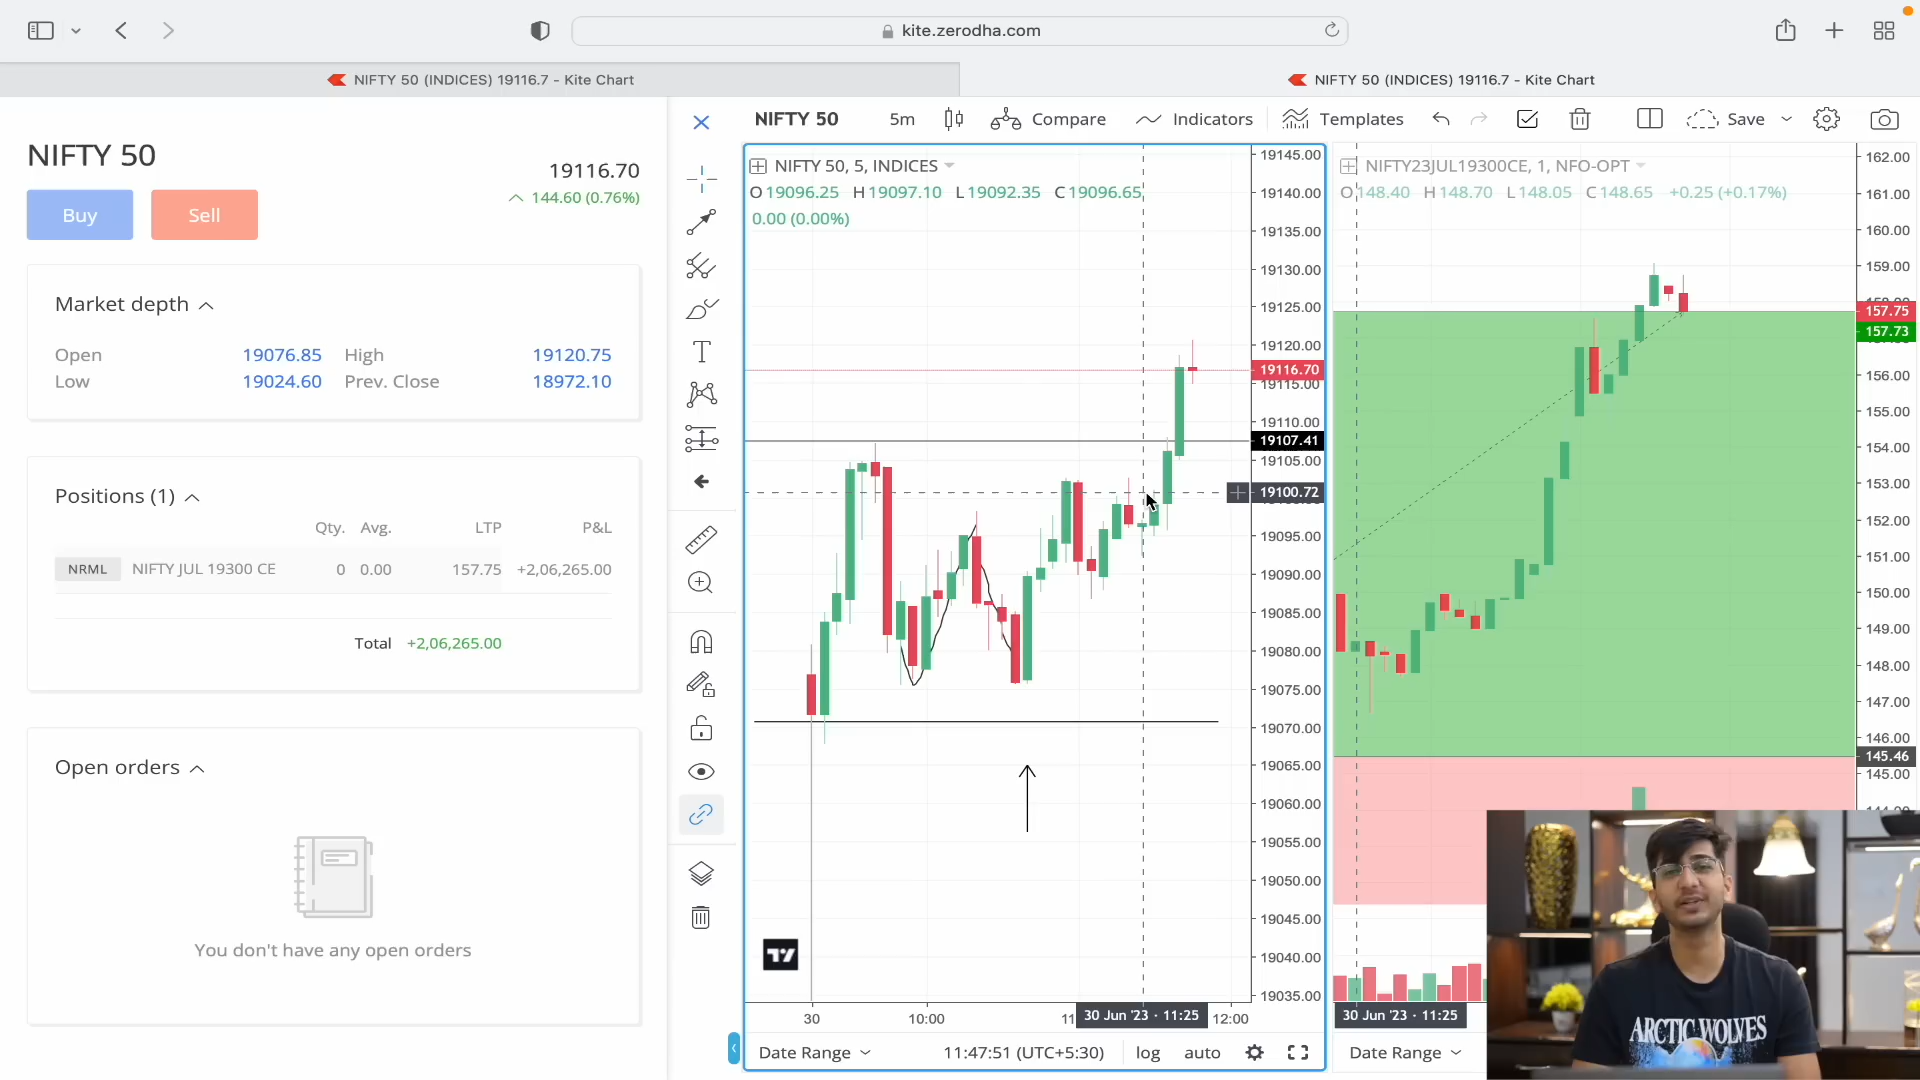 kite.zerodha.com
NIFTY 50 (INDICES) 19116.7 - Kite Chart
NIFTY 50 (INDICES) 19116.7 - Kite Chart
NIFTY 50
19116.70
144.60 (0.76%)
Buy
Sell
Market depth
Open 19076.85 High 19120.75
Low 19024.60 Prev. Close 18972.10
Positions (1)
Qty. Avg. LTP P&L
NRML NIFTY JUL 19300 CE 0 0.00 157.75 +2,06,265.00
Total +2,06,265.00
Open orders
You don't have any open orders
NIFTY 50 5m Compare Indicators Templates Save
NIFTY 50, 5, INDICES
O19096.25 H19097.10 L19092.35 C19096.65
0.00 (0.00%)
19145.00
19140.00
19135.00
19130.00
19125.00
19120.00
19116.70
19115.00
19110.00
19107.41
19105.00
19100.72
19095.00
19090.00
19085.00
19080.00
19075.00
19070.00
19065.00
19060.00
19055.00
19050.00
19045.00
19040.00
19035.00
30 10:00 11 30 Jun '23 · 11:25 12:00
Date Range 11:47:51 (UTC+5:30) log auto
NIFTY23JUL19300CE, 1, NFO-OPT
O148.40 H148.70 L148.05 C148.65 +0.25 (+0.17%)
162.00
161.00
160.00
159.00
157.75
157.73
156.00
155.00
154.00
153.00
152.00
151.00
150.00
149.00
148.00
147.00
146.00
145.46
145.00
30 Jun '23 · 11:25
Date Range
ARCTIC WOLVES